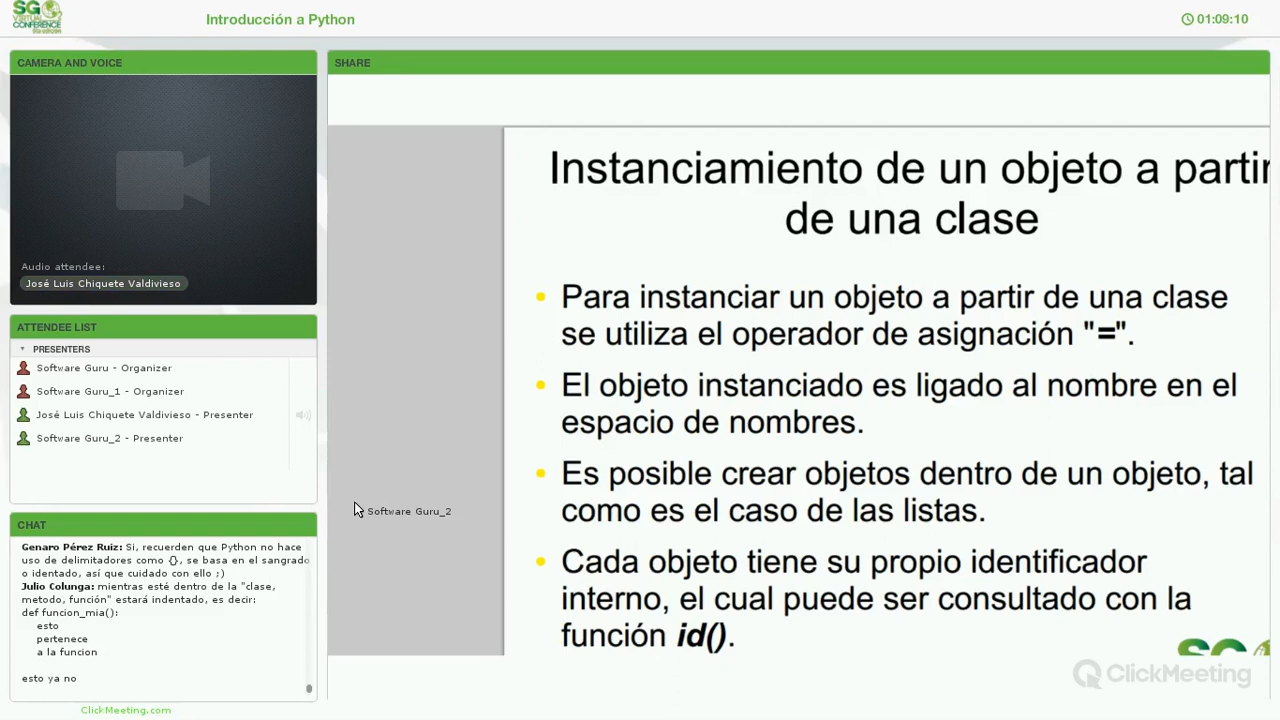 SG
VIRTUAL
CONFERENCE
Introducción a Python
01:09:10
CAMERA AND VOICE
Audio attendee:
José Luis Chiquete Valdivieso
ATTENDEE LIST
PRESENTERS
Software Guru - Organizer
Software Guru_1 - Organizer
José Luis Chiquete Valdivieso - Presenter
Software Guru_2 - Presenter
CHAT
Genaro Pérez Ruiz: Si, recuerden que Python no hace
uso de delimitadores como {}, se basa en el sangrado
o identado, así que cuidado con ello ;)
Julio Colunga: mientras esté dentro de la "clase,
metodo, función" estará indentado, es decir:
def funcion_mia():
esto
pertenece
a la funcion
esto ya no
ClickMeeting.com
SHARE
Instanciamiento de un objeto a partir
de una clase
• Para instanciar un objeto a partir de una clase
se utiliza el operador de asignación "=".
• El objeto instanciado es ligado al nombre en el
espacio de nombres.
• Es posible crear objetos dentro de un objeto, tal
como es el caso de las listas.
• Cada objeto tiene su propio identificador
interno, el cual puede ser consultado con la
función id().
Software Guru_2
SG
ClickMeeting